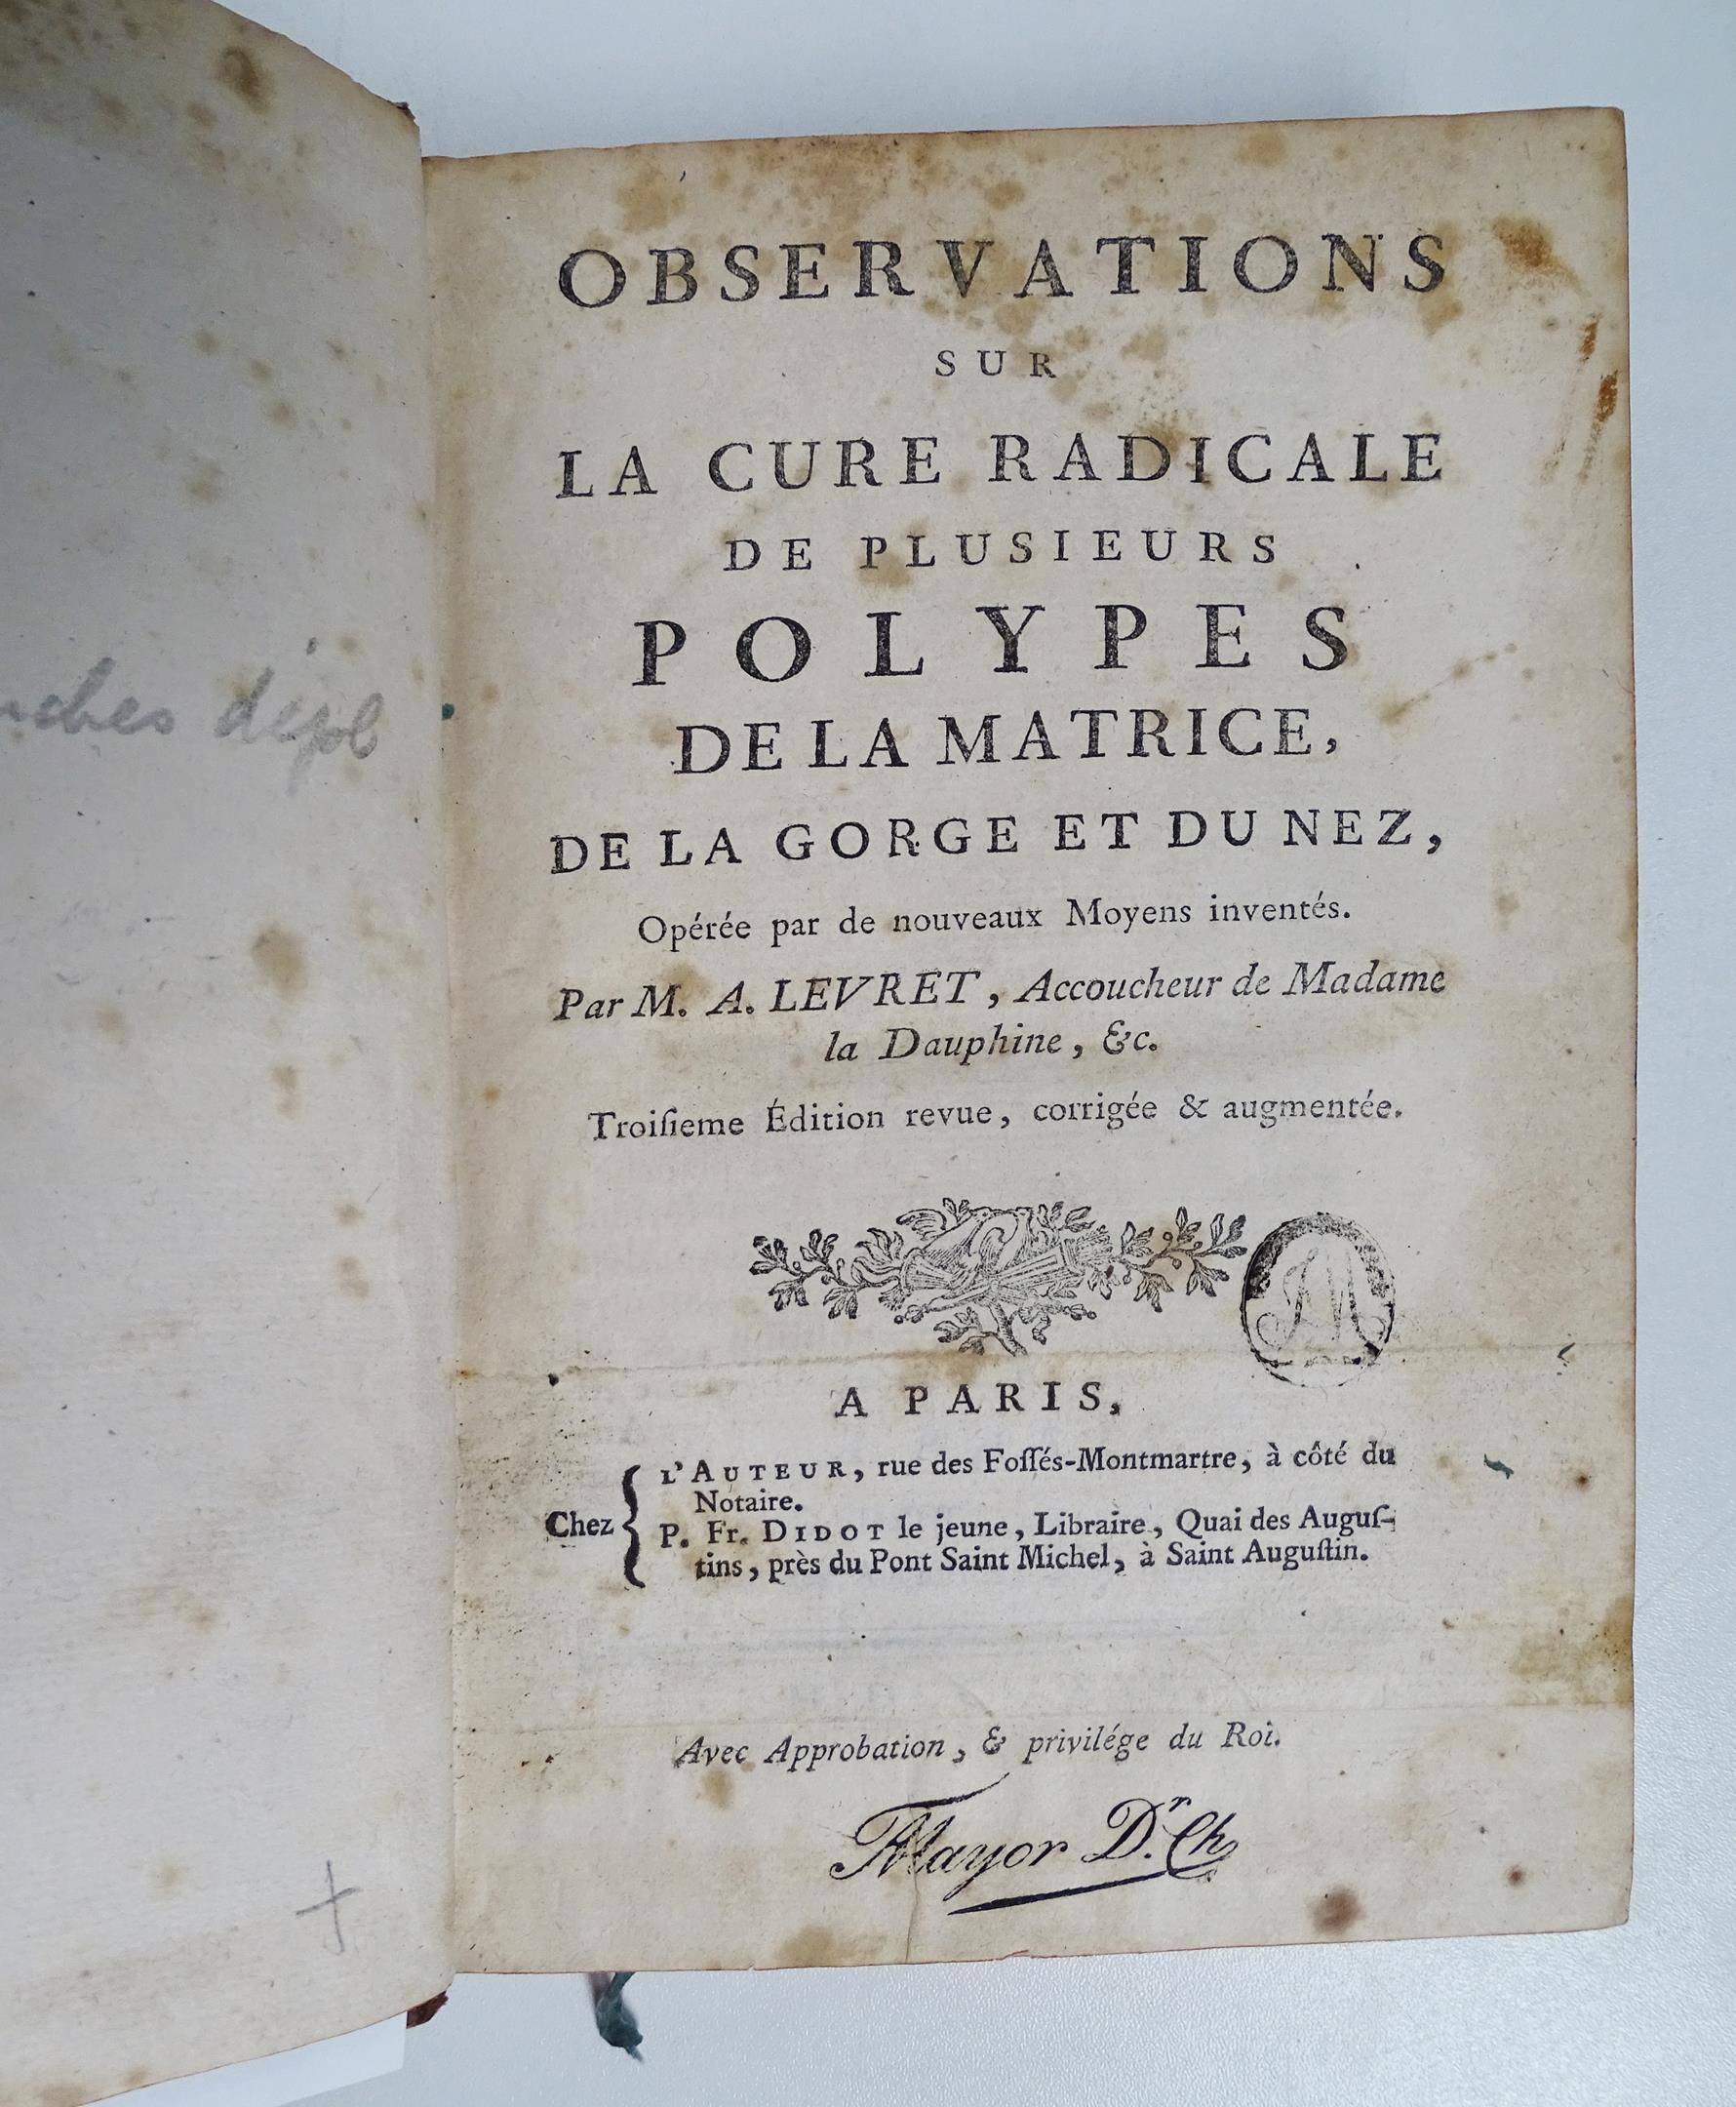 dépl
OBSERVATIONS
SUR
LA CURE RADICALE
DE PLUSIEURS
POLYPES
DE LA MATRICE,
DE LA GORGE ET DU NEZ,
Opérée par de nouveaux Moyens inventés.
Par M. A. LEVRET, Accoucheur de Madame
la Dauphine, &c.
Troiſieme Édition revue, corrigée & augmentée.
A PARIS,
Chez
L'AUTEUR, rue des Foſſés-Montmartre, à côté du
Notaire.
P. Fr. DIDOT le jeune, Libraire, Quai des Auguſ-
tins, près du Pont Saint Michel, à Saint Auguſtin.
Avec Approbation, & privilége du Roi.
Mayor Dr. Ch